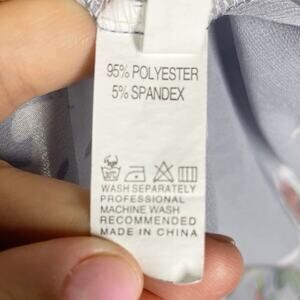 95% POLYESTER
5% SPANDEX
WASH SEPARATELY
PROFESSIONAL
MACHINE WASH
RECOMMENDED
MADE IN CHINA